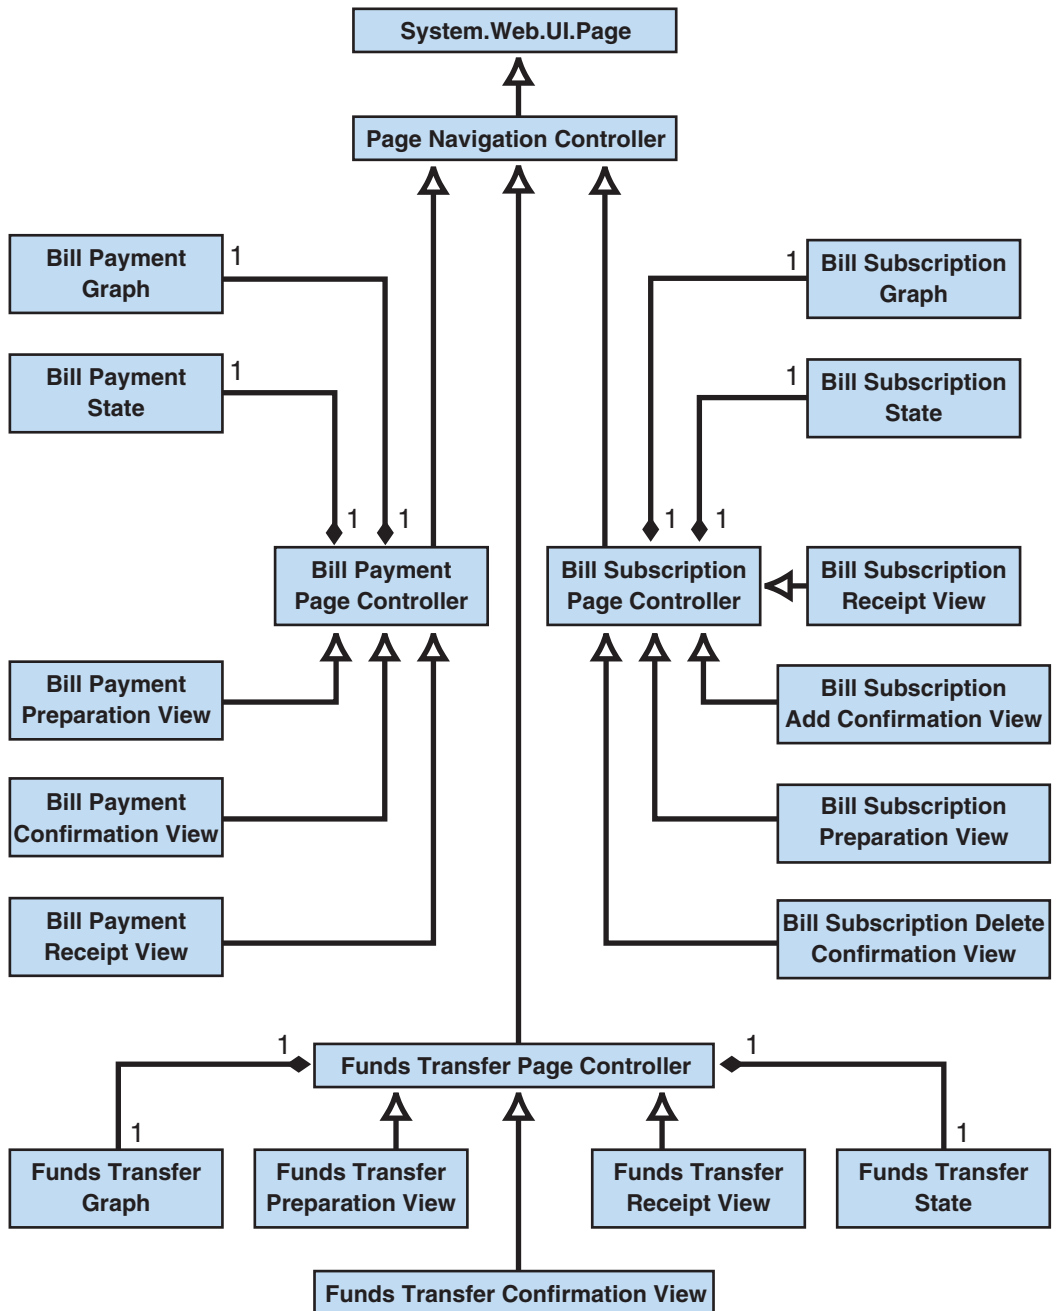 System.Web.UI.Page
Page Navigation Controller
Bill Payment
Graph
1
1
Bill Subscription
Graph
Bill Payment
State
1
1
Bill Subscription
State
1
1
1
1
Bill Payment
Page Controller
Bill Subscription
Page Controller
Bill Subscription
Receipt View
Bill Payment
Preparation View
Bill Subscription
Add Confirmation View
Bill Payment
Confirmation View
Bill Subscription
Preparation View
Bill Payment
Receipt View
Bill Subscription Delete
Confirmation View
1
Funds Transfer Page Controller
1
1
1
Funds Transfer
Graph
Funds Transfer
Preparation View
Funds Transfer
Receipt View
Funds Transfer
State
Funds Transfer Confirmation View